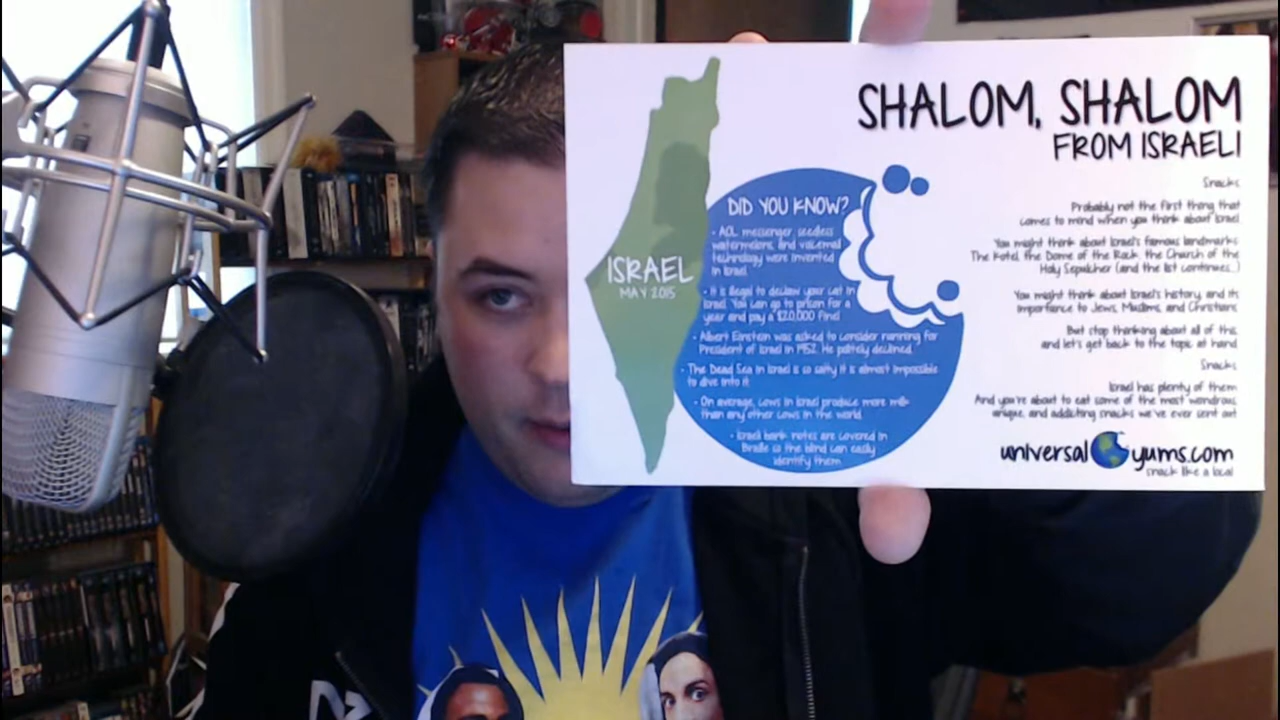 SHALOM, SHALOM
FROM ISRAEL!
Snacks
Probably not the first thing that
comes to mind when you think about Israel
You might think about Israel's famous landmarks
The Kotel, the Dome of the Rock, the Church of the
Holy Sepulcher (and the list continues...)
You might think about Israel's history, and its
importance to Jews, Muslims, and Christians
But stop thinking about all of this
and let's get back to the topic at hand
Snacks
Israel has plenty of them
And you're about to eat some of the most wondrous,
unique, and addicting snacks we've ever sent out
universal yums.com
snack like a local
ISRAEL
MAY 2015
DID YOU KNOW?
• AOL messenger, seedless
watermelons, and voicemail
technology were invented
in Israel
• It is illegal to declaw your cat in
Israel. You can go to prison for a
year and pay a $20,000 fine!
• Albert Einstein was asked to consider running for
President of Israel in 1952. He politely declined.
• The Dead Sea in Israel is so salty it is almost impossible
to dive into it
• On average, cows in Israel produce more milk
than any other cows in the world.
• Israeli bank notes are covered in
Braille so the blind can easily
identify them